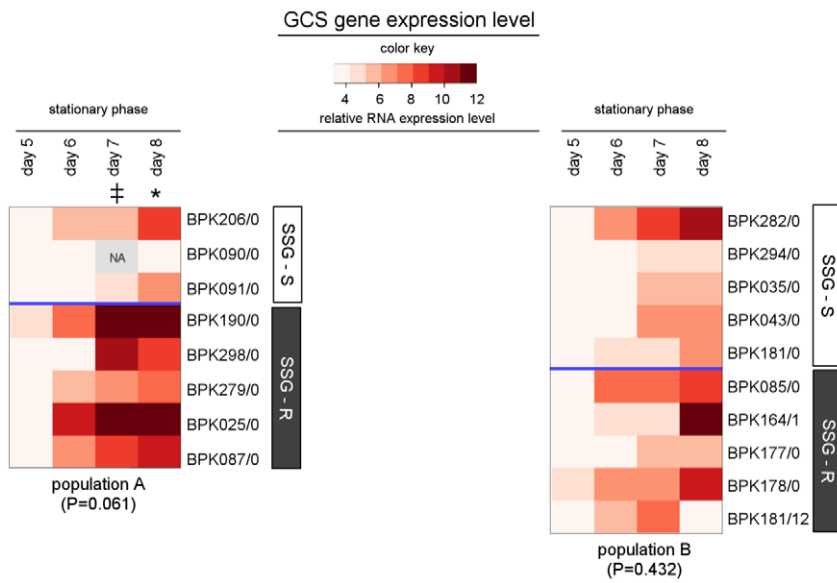 GCS gene expression level
color key
4 6 8 10 12
relative RNA expression level
stationary phase
day 5
day 6
day 7
day 8
‡ *
BPK206/0
NA
BPK090/0
BPK091/0
BPK190/0
BPK298/0
BPK279/0
BPK025/0
BPK087/0
SSG - S
SSG - R
population A
(P=0.061)
stationary phase
day 5
day 6
day 7
day 8
BPK282/0
BPK294/0
BPK035/0
BPK043/0
BPK181/0
BPK085/0
BPK164/1
BPK177/0
BPK178/0
BPK181/12
SSG - S
SSG - R
population B
(P=0.432)